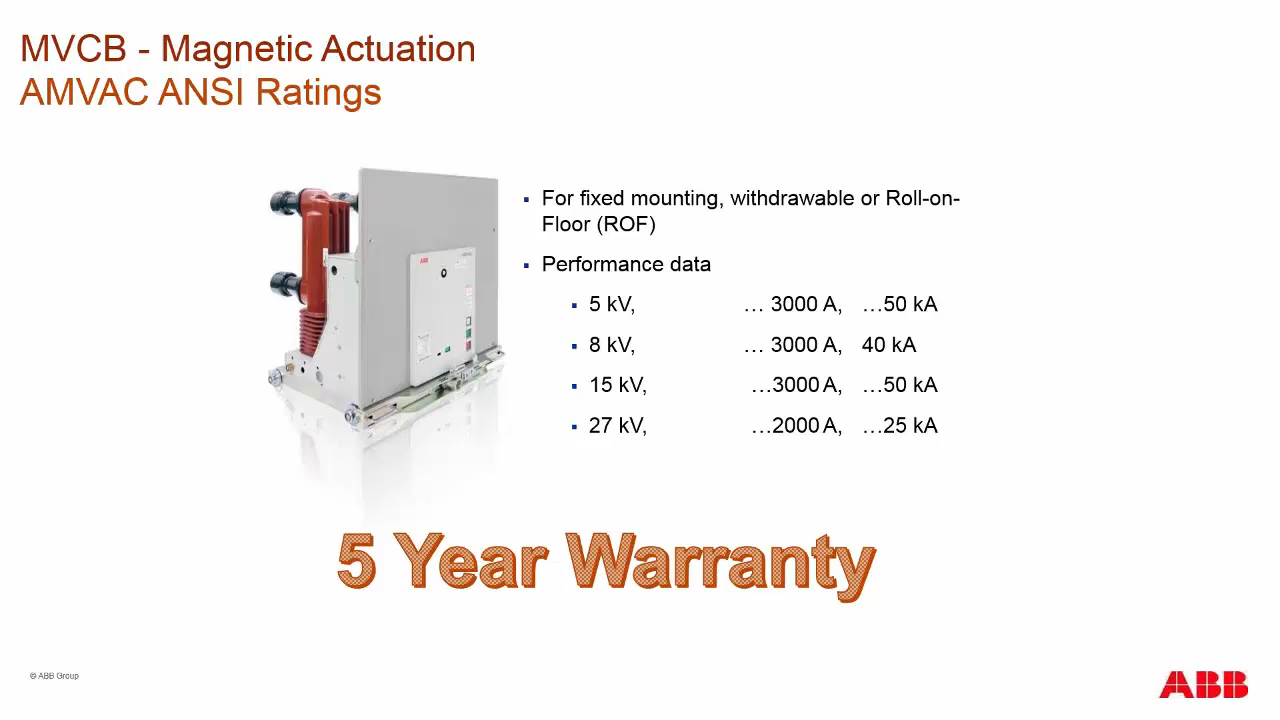 MVCB - Magnetic Actuation
AMVAC ANSI Ratings
For fixed mounting, withdrawable or Roll-on-
Floor (ROF)
Performance data
5 kV, … 3000 A, …50 kA
8 kV, … 3000 A, 40 kA
15 kV, …3000 A, …50 kA
27 kV, …2000 A, …25 kA
ABB
5 Year Warranty
© ABB Group
ABB